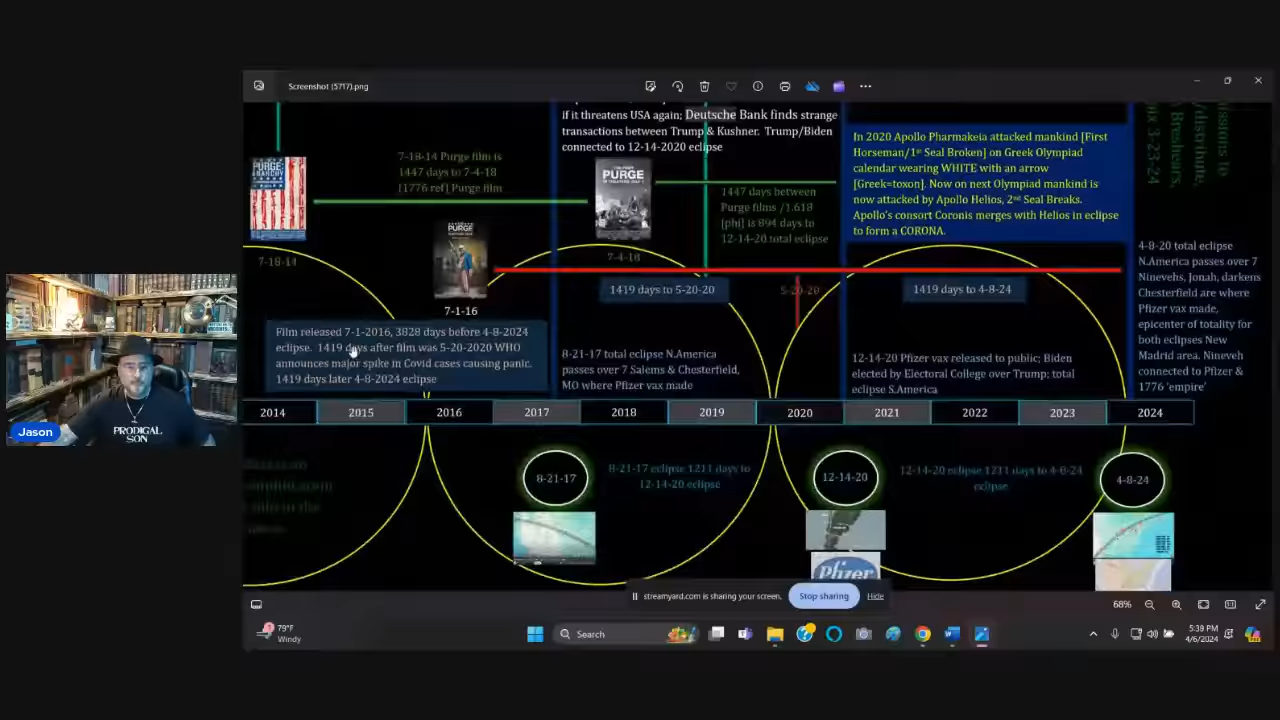 Screenshot (5717).png
if it threatens USA again; Deutsche Bank finds strange
transactions between Trump & Kushner. Trump/Biden
connected to 12-14-2020 eclipse
7-18-14 Purge film is
1447 days to 7-4-18
[1776 ref] Purge film
PURGE:
ANARCHY
7-18-14
PURGE
7-1-16
PURGE
7-4-18
1447 days between
Purge films /1.618
[phi] is 894 days to
12-14-20 total eclipse
In 2020 Apollo Pharmakeia attacked mankind [First
Horseman/1st Seal Broken] on Greek Olympiad
calendar wearing WHITE with an arrow
[Greek=toxon]. Now on next Olympiad mankind is
now attacked by Apollo Helios, 2nd Seal Breaks.
Apollo's consort Coronis merges with Helios in eclipse
to form a CORONA.
1419 days to 5-20-20
5-20-20
1419 days to 4-8-24
Film released 7-1-2016, 3828 days before 4-8-2024
eclipse. 1419 days after film was 5-20-2020 WHO
announces major spike in Covid cases causing panic.
1419 days later 4-8-2024 eclipse
8-21-17 total eclipse N.America
passes over 7 Salems & Chesterfield,
MO where Pfizer vax made
12-14-20 Pfizer vax released to public; Biden
elected by Electoral College over Trump; total
eclipse S.America
4-8-20 total eclipse
N.America passes over 7
Ninevehs, Jonah, darkens
Chesterfield are where
Pfizer vax made,
epicenter of totality for
both eclipses New
Madrid area. Nineveh
connected to Pfizer &
1776 'empire'
2014 2015 2016 2017 2018 2019 2020 2021 2022 2023 2024
8-21-17
8-21-17 eclipse 1211 days to
12-14-20 eclipse
12-14-20
12-14-20 eclipse 1211 days to 4-8-24
eclipse
4-8-24
Pfizer
PRODIGAL
SON
Jason
streamyard.com is sharing your screen.
Stop sharing
Hide
68%
79°F
Windy
Search
5:39 PM
4/6/2024